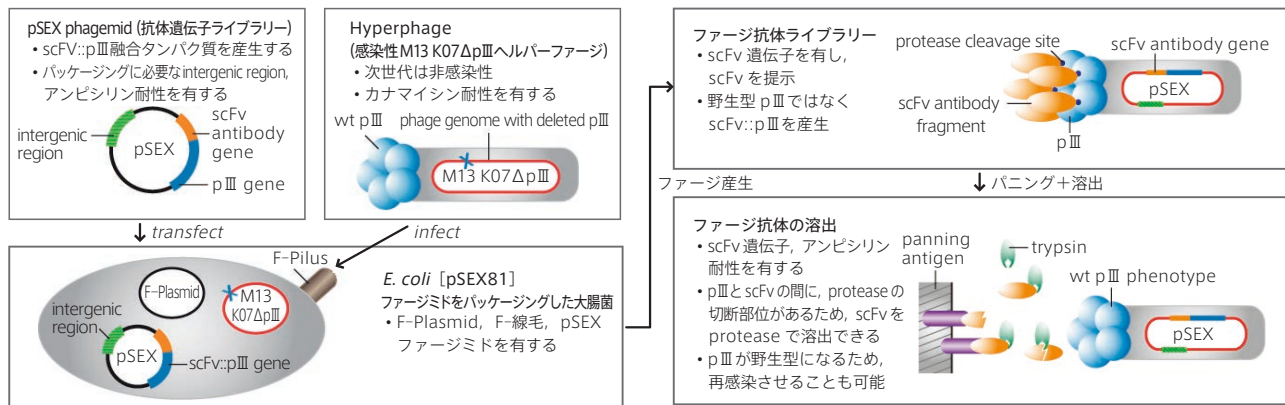 pSEX phagemid (抗体遺伝子ライブラリー)
• scFV::pⅢ融合タンパク質を産生する
• パッケージングに必要なintergenic region,
アンピシリン耐性を有する
intergenic
region
pSEX
scFv
antibody
gene
pⅢ gene
Hyperphage
(感染性M13 K07ΔpⅢヘルパーファージ)
• 次世代は非感染性
• カナマイシン耐性を有する
wt pⅢ
phage genome with deleted pⅢ
M13 K07ΔpⅢ
transfect
infect
F-Pilus
F-Plasmid
M13
K07ΔpⅢ
intergenic
region
pSEX
scFv::pⅢ gene
E. coli [pSEX81]
ファージミドをパッケージングした大腸菌
• F-Plasmid, F-線毛, pSEX
ファージミドを有する
ファージ産生
ファージ抗体ライブラリー
• scFv 遺伝子を有し,
scFv を提示
• 野生型 pⅢではなく
scFv::pⅢを産生
protease cleavage site
scFv antibody gene
pSEX
scFv antibody
fragment
pⅢ
パニング＋溶出
ファージ抗体の溶出
• scFv 遺伝子, アンピシリン
耐性を有する
• pⅢとscFvの間に, proteaseの
切断部位があるため, scFvを
protease で溶出できる
• pⅢが野生型になるため,
再感染させることも可能
panning
antigen
trypsin
wt pⅢ phenotype
pSEX